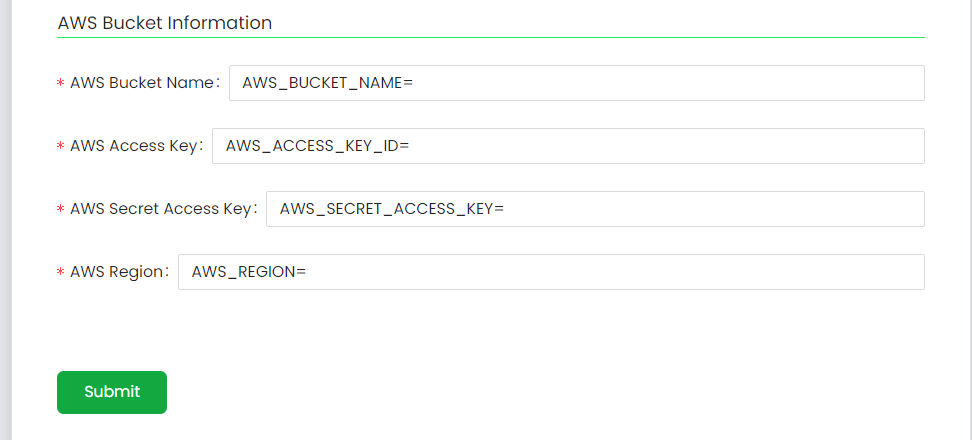 AWS Bucket Information
* AWS Bucket Name: AWS_BUCKET_NAME=
* AWS Access Key: AWS_ACCESS_KEY_ID=
* AWS Secret Access Key: AWS_SECRET_ACCESS_KEY=
* AWS Region: AWS_REGION=
Submit